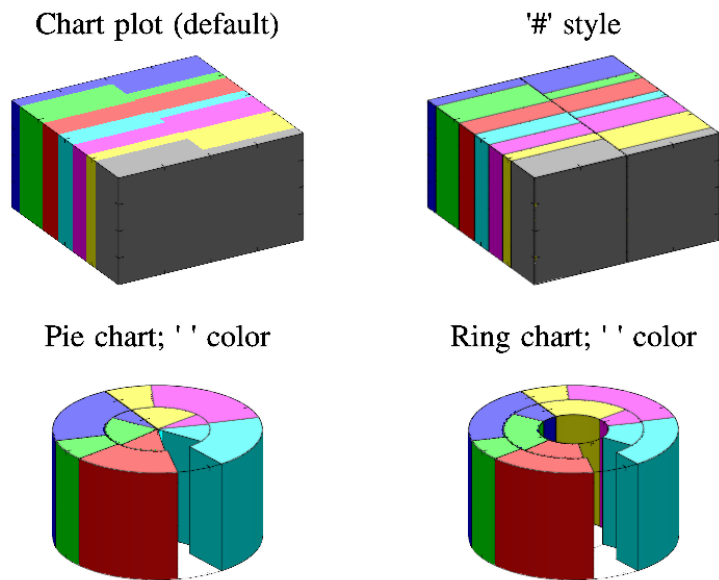 Chart plot (default)
'#' style
Pie chart; ' ' color
Ring chart; ' ' color